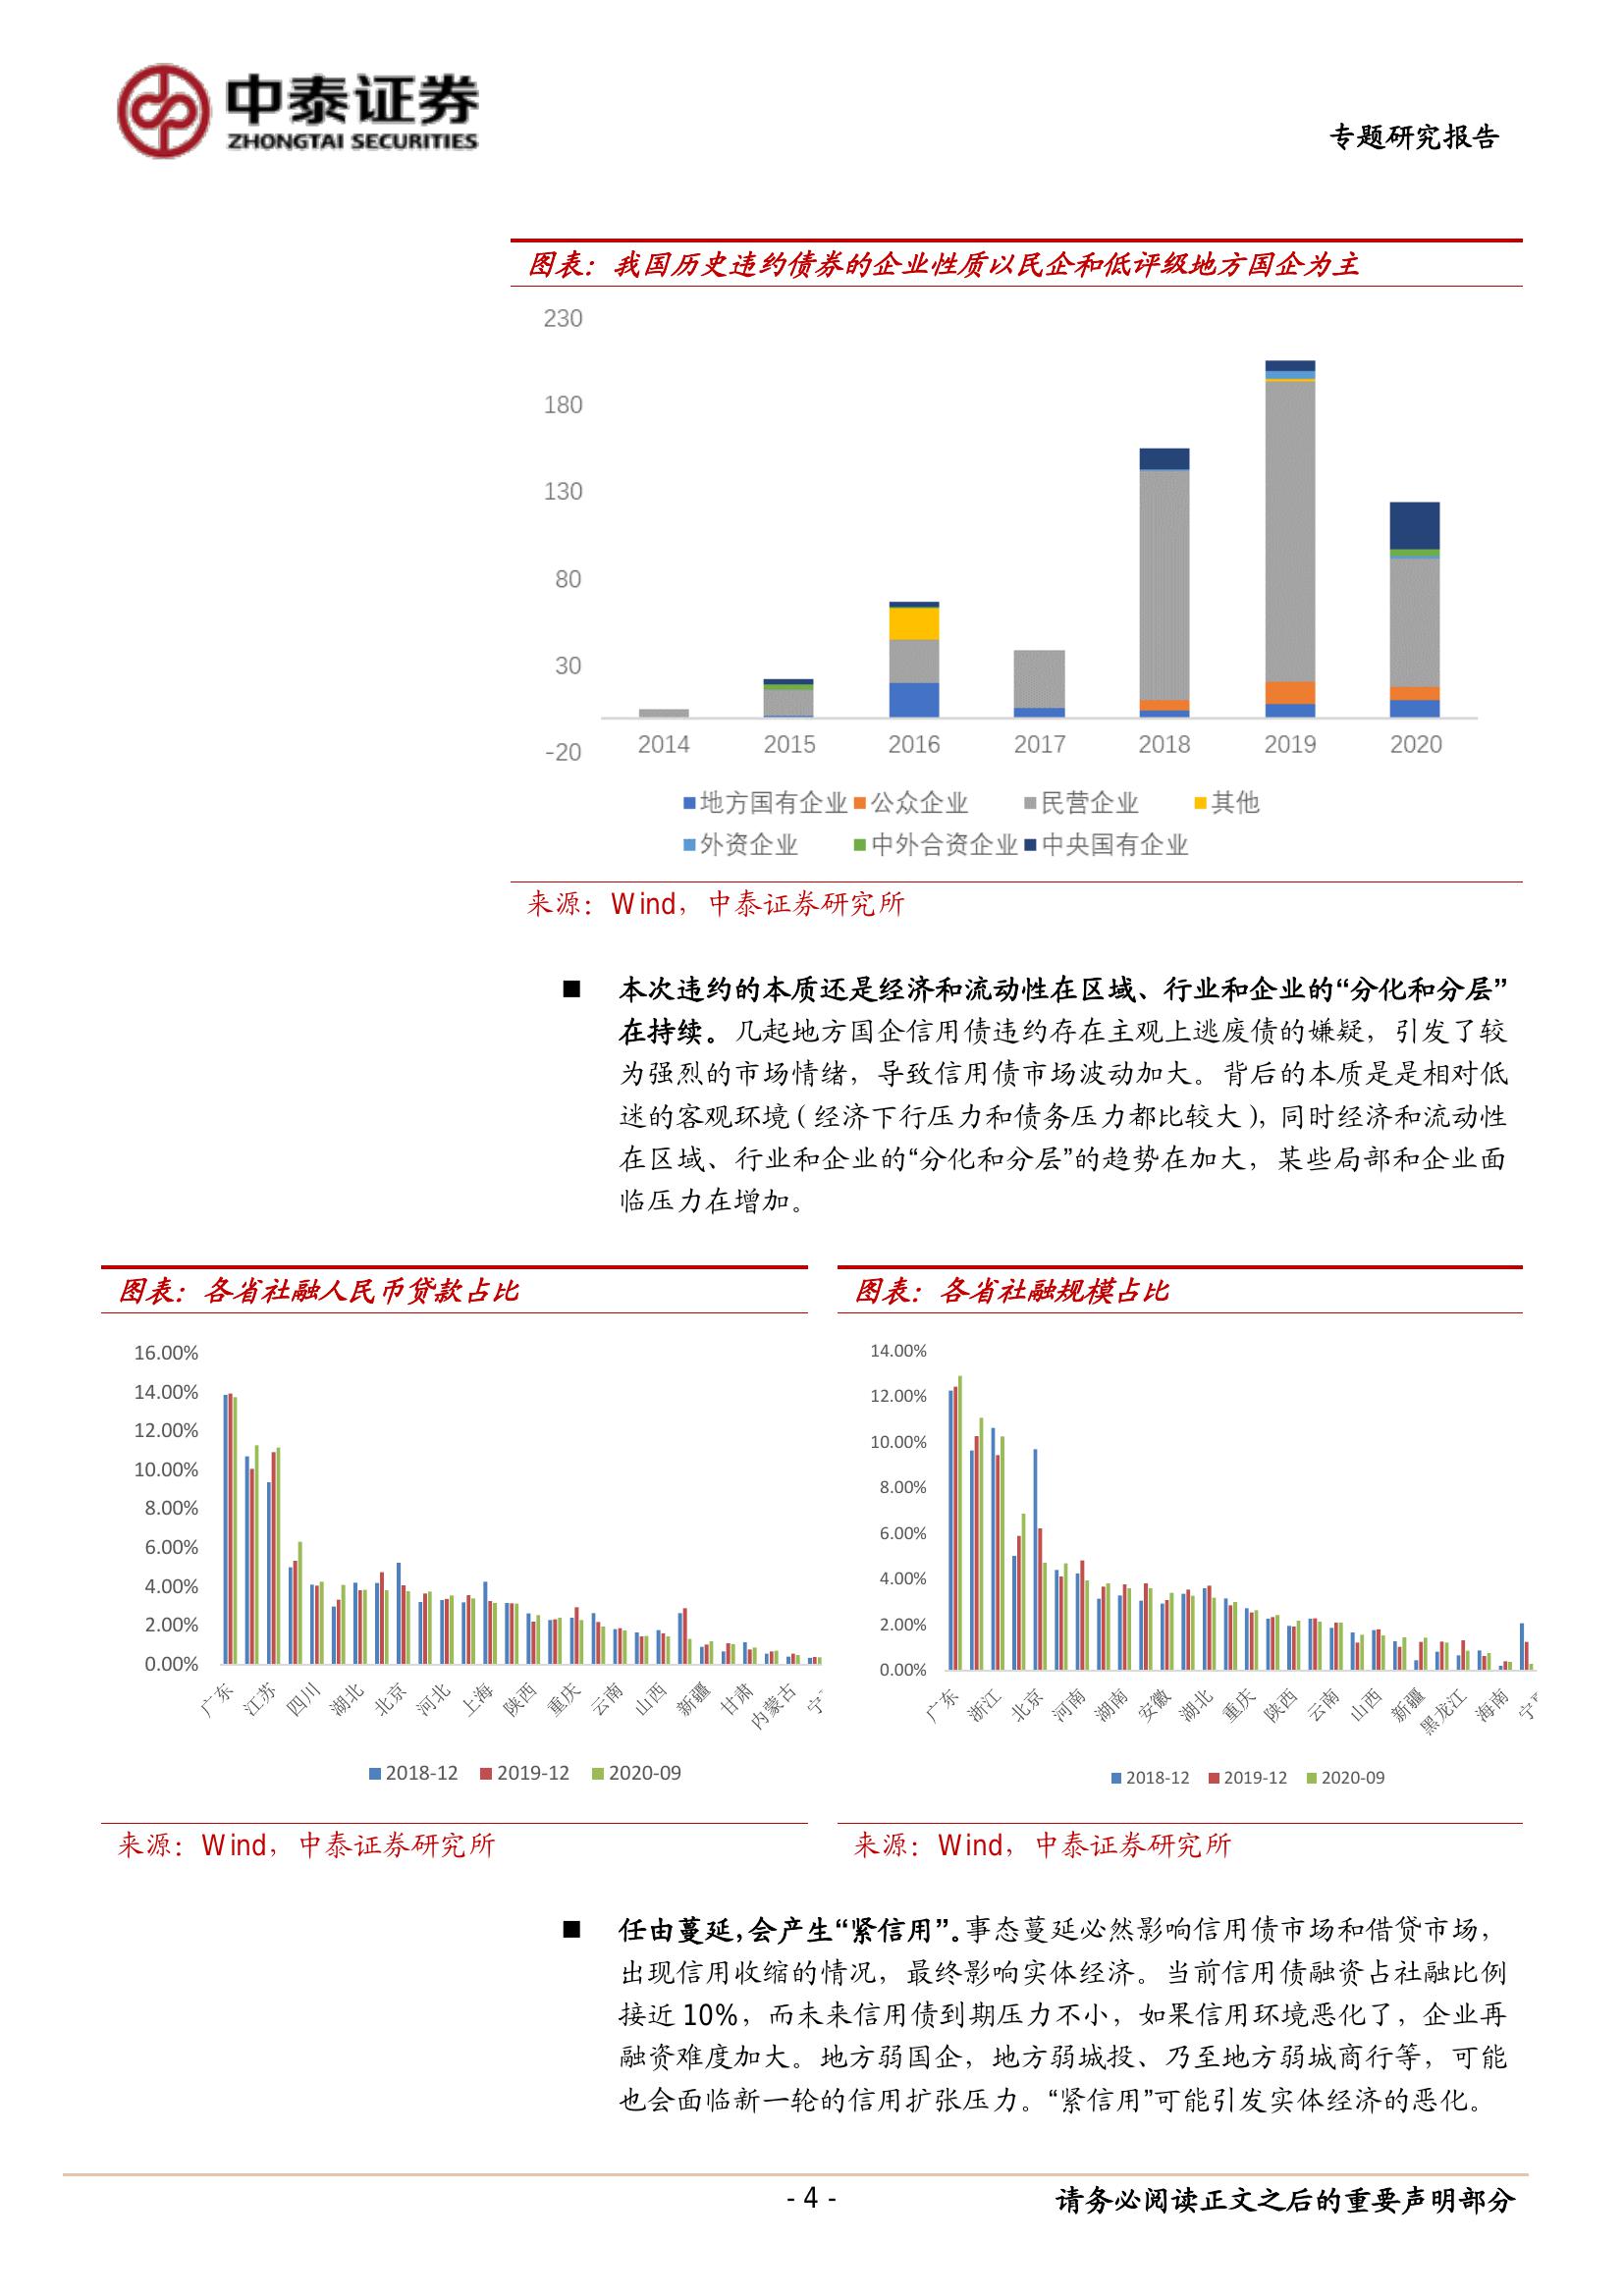 中泰证券
ZHONGTAI SECURITIES
专题研究报告
图表：我国历史违约债券的企业性质以民企和低评级地方国企为主
230
180
130
80
30
-20
2014 2015 2016 2017 2018 2019 2020
地方国有企业 公众企业 民营企业 其他
外资企业 中外合资企业 中央国有企业
来源：Wind，中泰证券研究所
■ 本次违约的本质还是经济和流动性在区域、行业和企业的“分化和分层”
在持续。几起地方国企信用债违约存在主观上逃废债的嫌疑，引发了较
为强烈的市场情绪，导致信用债市场波动加大。背后的本质是是相对低
迷的客观环境（经济下行压力和债务压力都比较大），同时经济和流动性
在区域、行业和企业的“分化和分层”的趋势在加大，某些局部和企业面
临压力在增加。
图表：各省社融人民币贷款占比
16.00%
14.00%
12.00%
10.00%
8.00%
6.00%
4.00%
2.00%
0.00%
广东 江苏 四川 湖北 北京 河北 上海 陕西 重庆 云南 山西 新疆 甘肃 内蒙古 宁
2018-12 2019-12 2020-09
来源：Wind，中泰证券研究所
图表：各省社融规模占比
14.00%
12.00%
10.00%
8.00%
6.00%
4.00%
2.00%
0.00%
广东 浙江 北京 河南 湖南 安徽 湖北 重庆 陕西 云南 山西 新疆 黑龙江 海南 宁
2018-12 2019-12 2020-09
来源：Wind，中泰证券研究所
■ 任由蔓延，会产生“紧信用”。事态蔓延必然影响信用债市场和借贷市场，
出现信用收缩的情况，最终影响实体经济。当前信用债融资占社融比例
接近 10%，而未来信用债到期压力不小，如果信用环境恶化了，企业再
融资难度加大。地方弱国企，地方弱城投、乃至地方弱城商行等，可能
也会面临新一轮的信用扩张压力。“紧信用”可能引发实体经济的恶化。
- 4 -
请务必阅读正文之后的重要声明部分